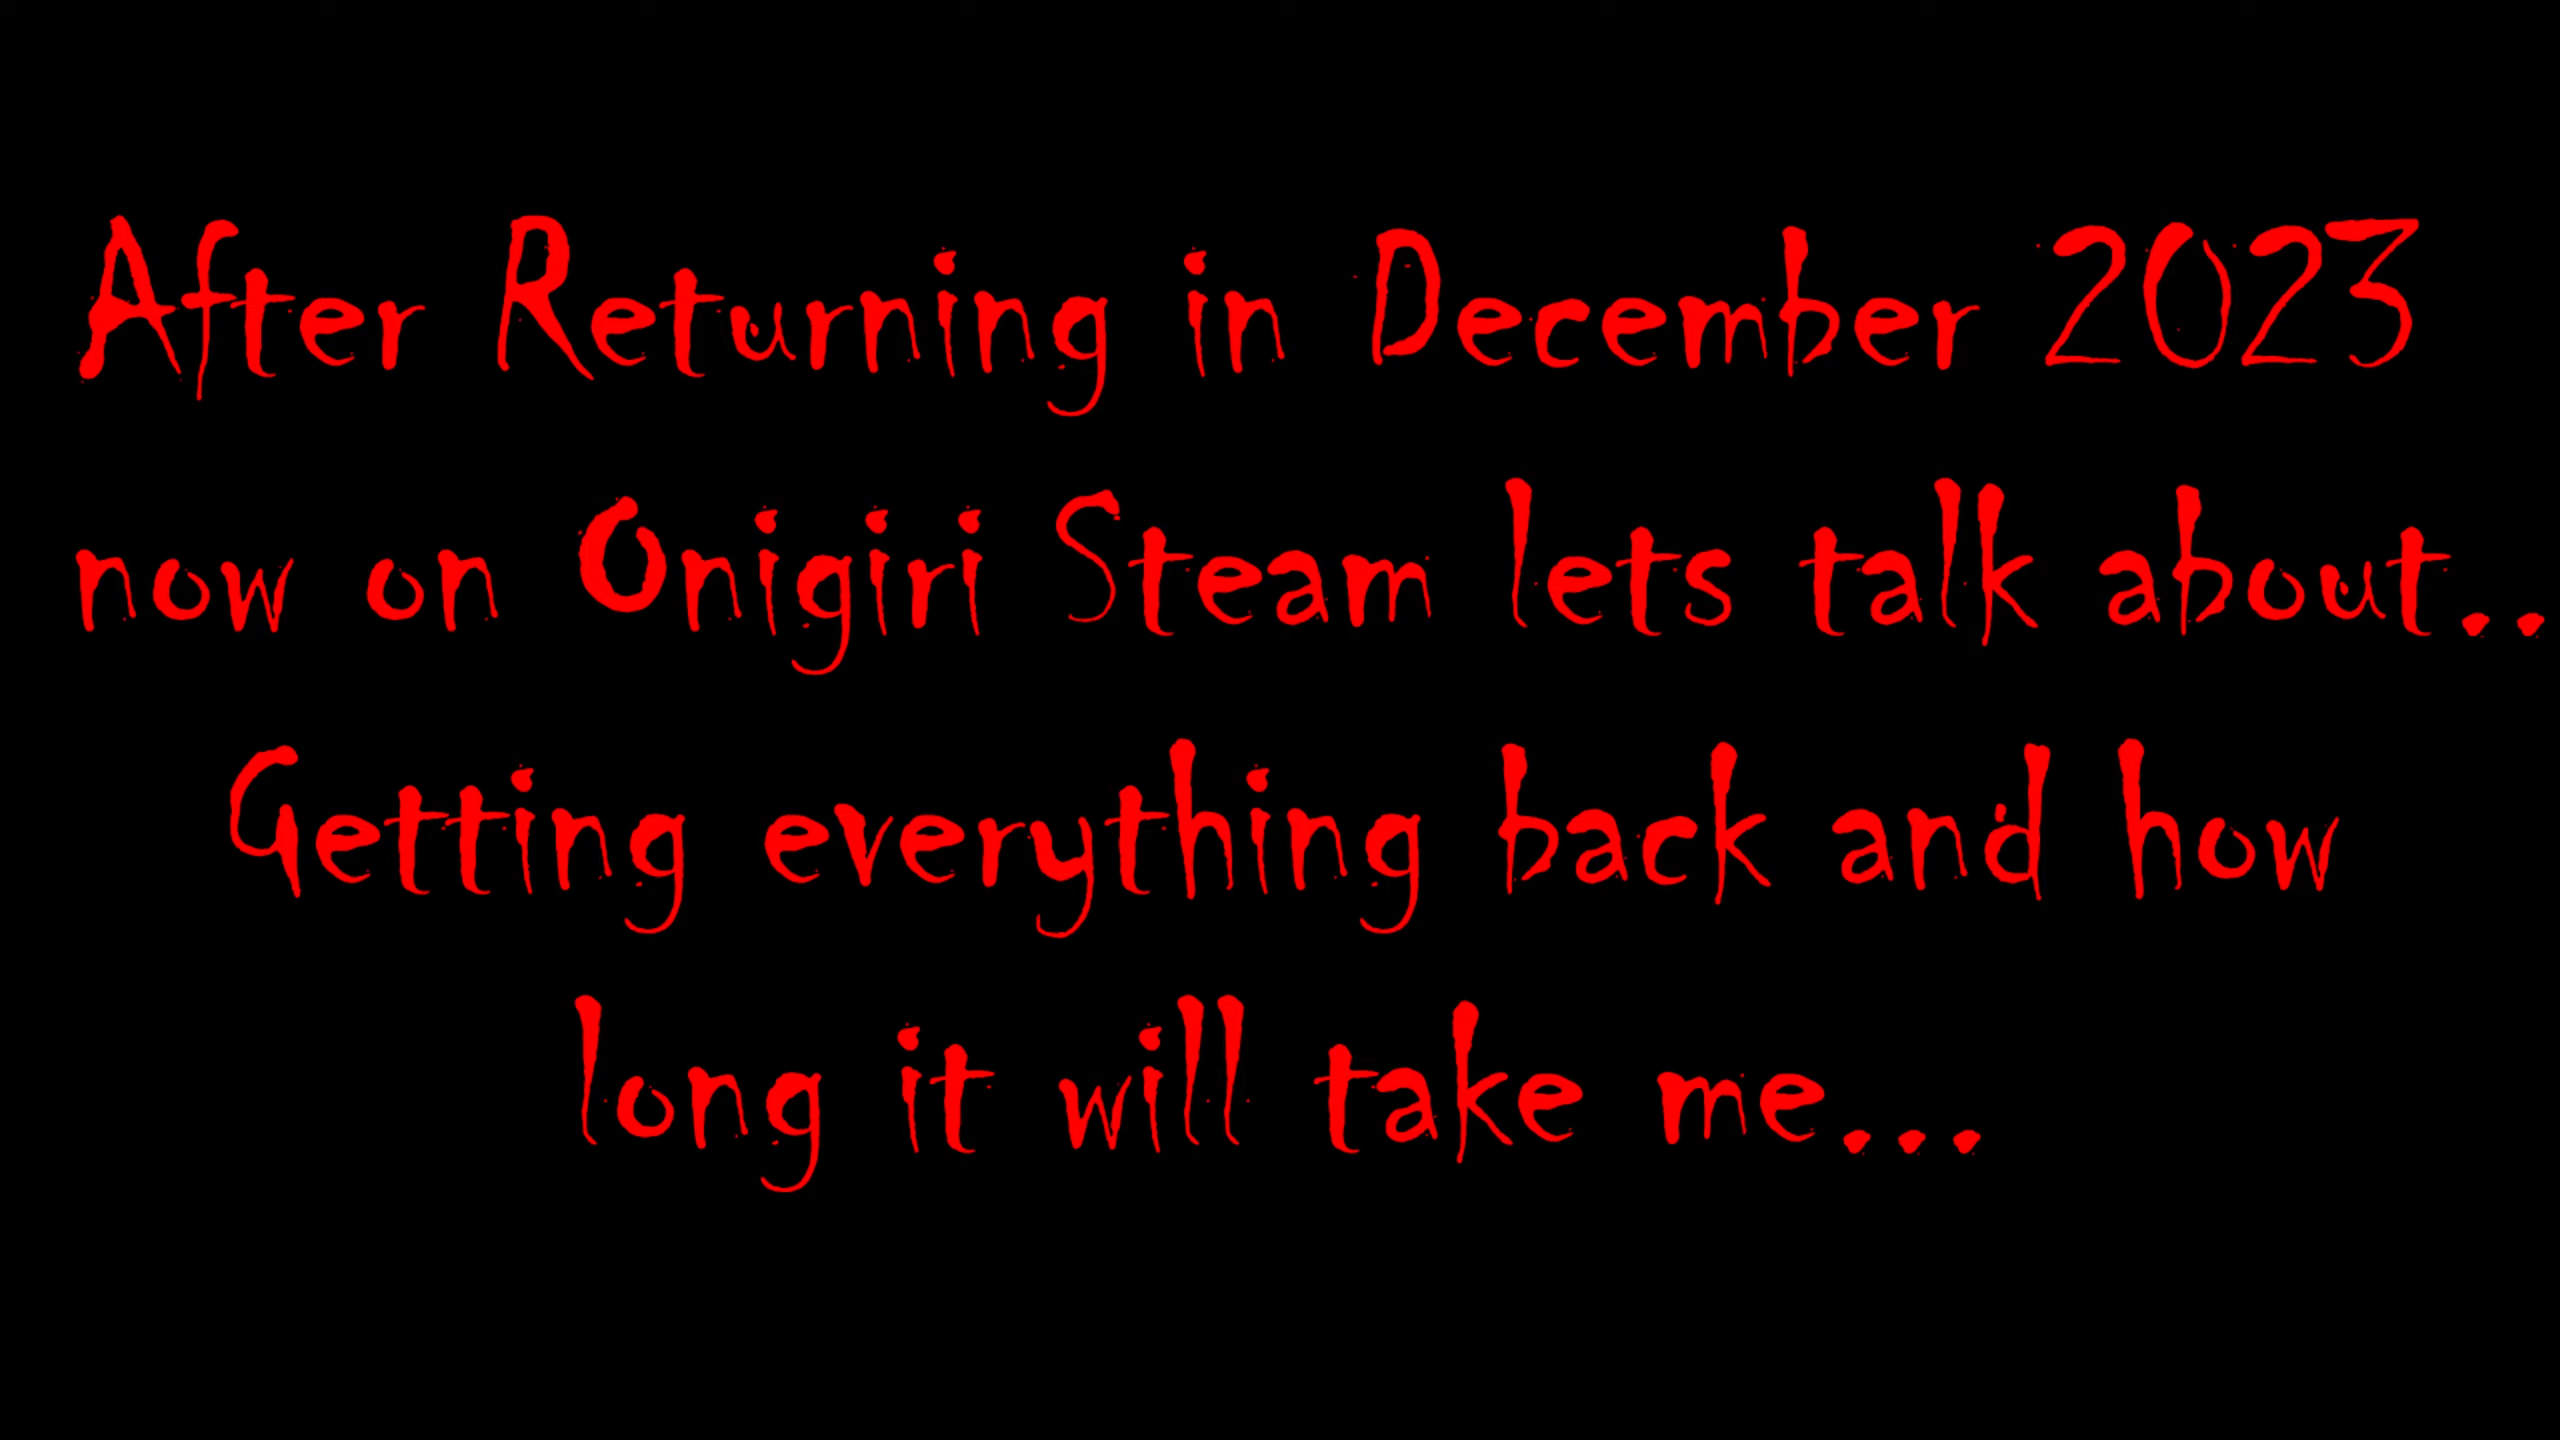 After Returning in December 2023
now on Onigiri Steam lets talk about..
Getting everything back and how
long it will take me...